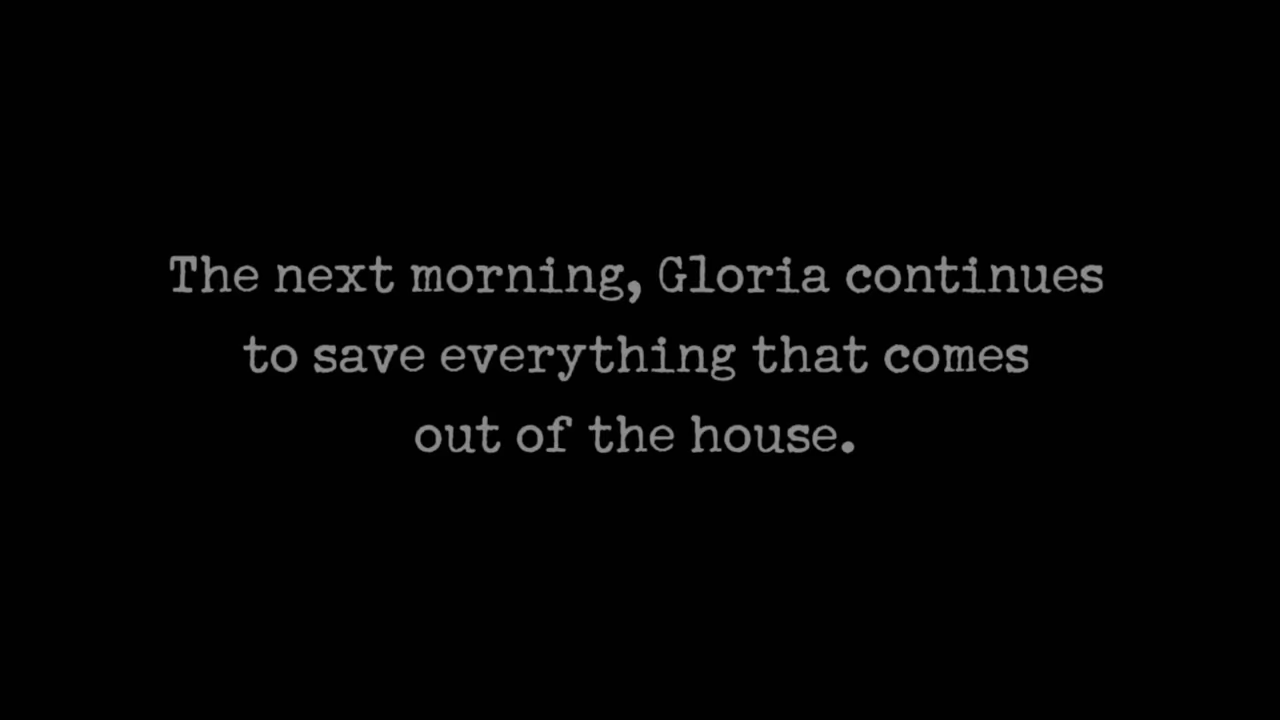 The next morning, Gloria continues
to save everything that comes
out of the house.